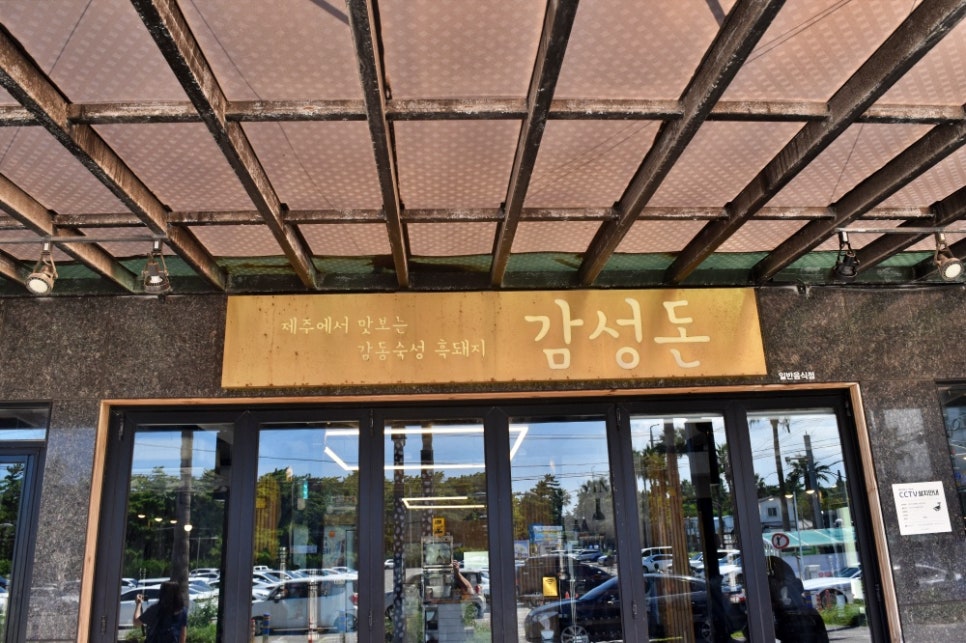 제주에서 맛보는
감동숙성 흑돼지
감성돈
일반음식점
CCTV 설치안내